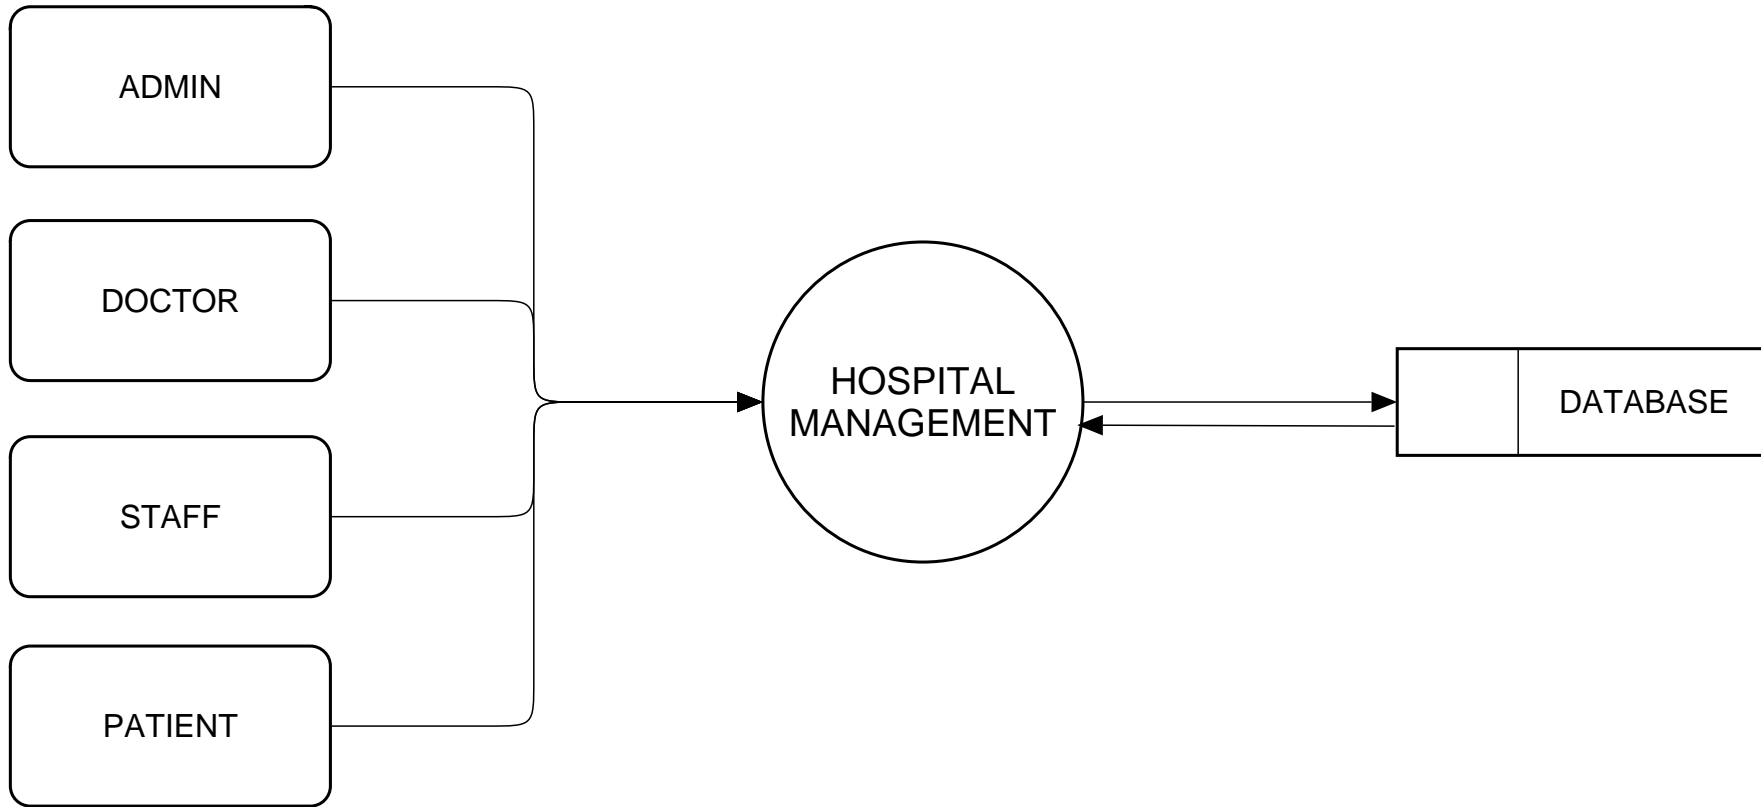 ADMIN
DOCTOR
STAFF
PATIENT
HOSPITAL
MANAGEMENT
DATABASE